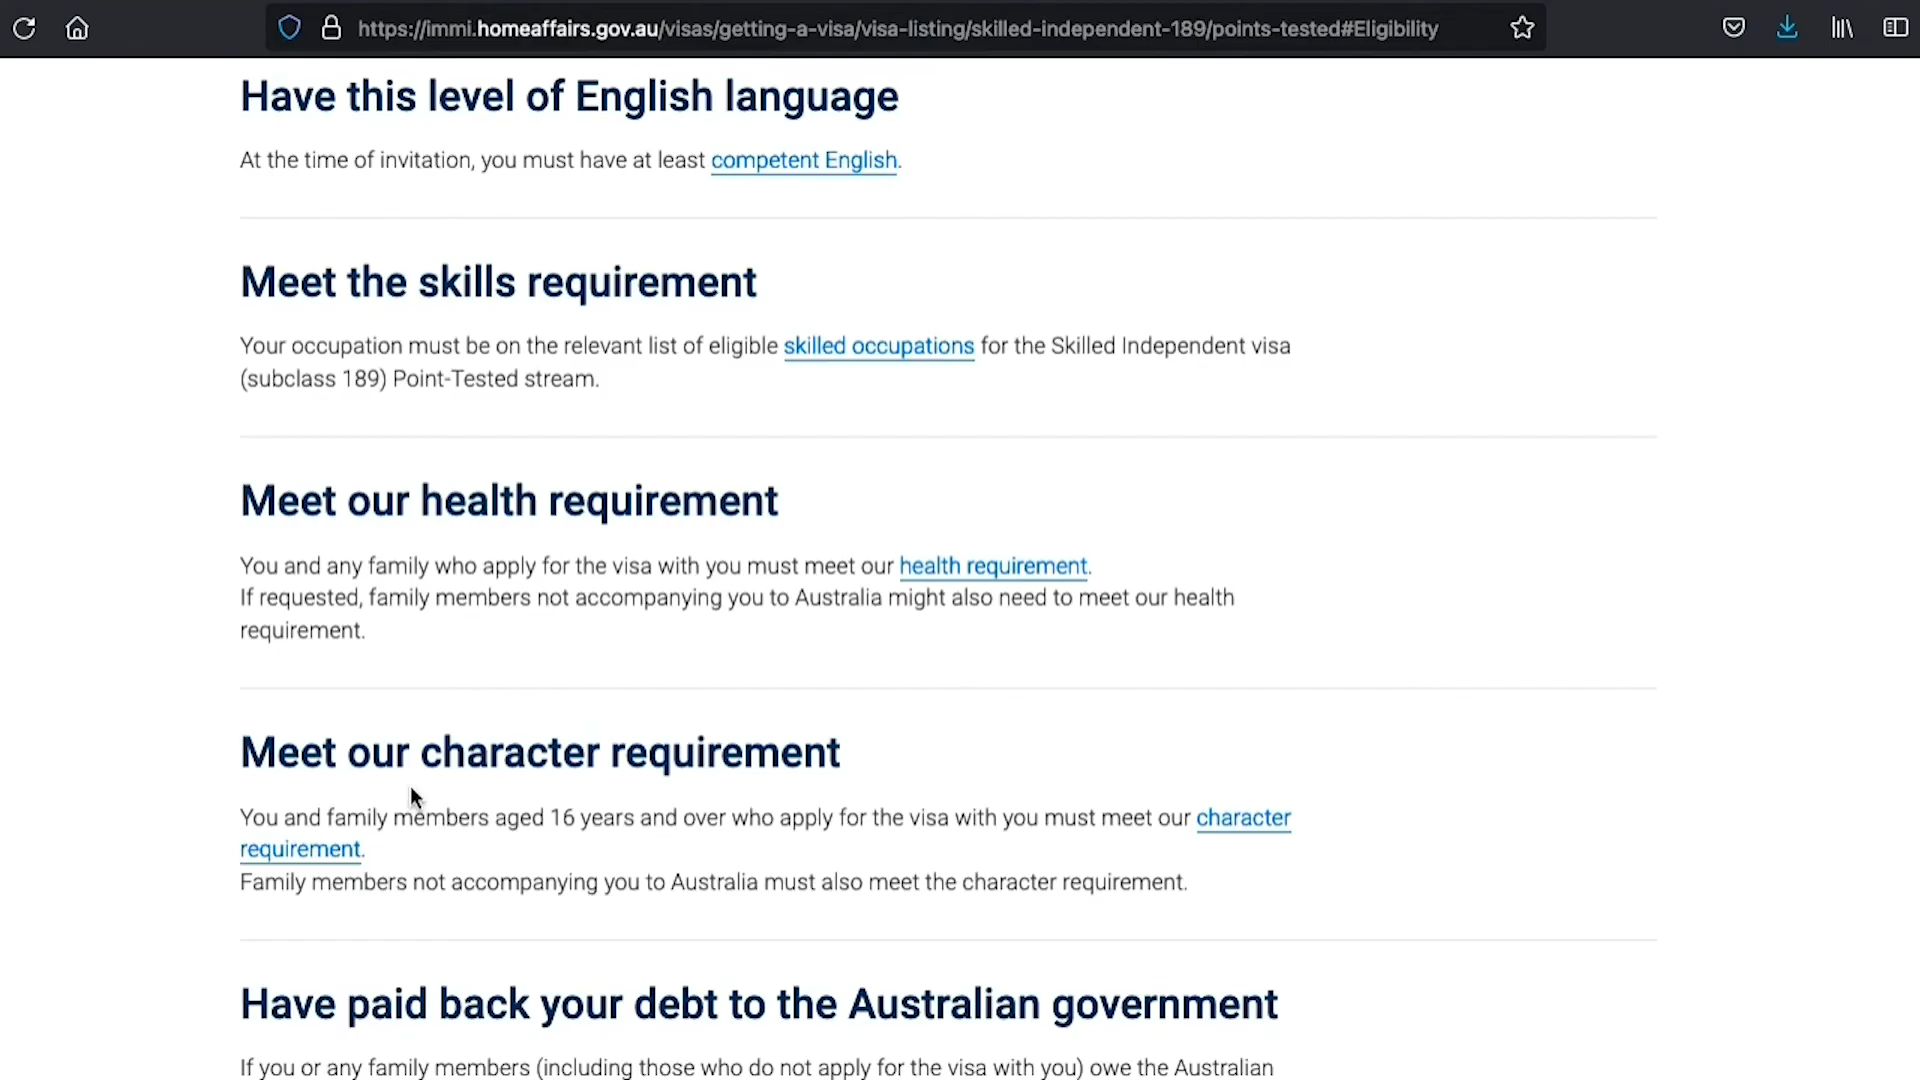 https://immi.homeaffairs.gov.au/visas/getting-a-visa/visa-listing/skilled-independent-189/points-tested#Eligibility
Have this level of English language
At the time of invitation, you must have at least competent English.
Meet the skills requirement
Your occupation must be on the relevant list of eligible skilled occupations for the Skilled Independent visa
(subclass 189) Point-Tested stream.
Meet our health requirement
You and any family who apply for the visa with you must meet our health requirement.
If requested, family members not accompanying you to Australia might also need to meet our health
requirement.
Meet our character requirement
You and family members aged 16 years and over who apply for the visa with you must meet our character
requirement.
Family members not accompanying you to Australia must also meet the character requirement.
Have paid back your debt to the Australian government
If you or any family members (including those who do not apply for the visa with you) owe the Australian